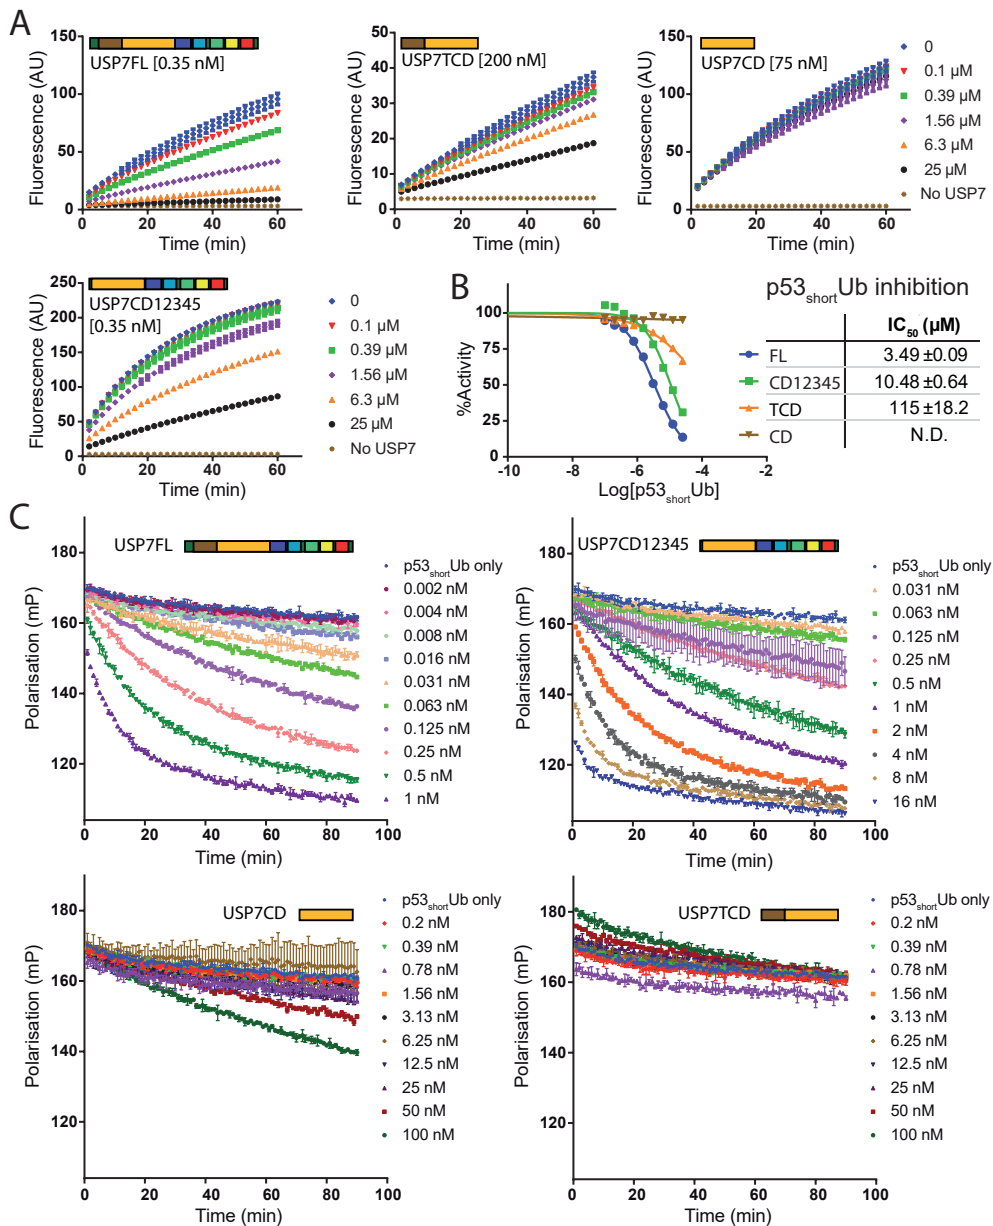 A
150
100
50
0
Fluorescence (AU)
USP7FL [0.35 nM]
0
20
40
60
Time (min)
50
40
30
20
10
0
Fluorescence (AU)
USP7TCD [200 nM]
0
20
40
60
Time (min)
150
100
50
0
Fluorescence (AU)
USP7CD [75 nM]
0
20
40
60
Time (min)
0
0.1 µM
0.39 µM
1.56 µM
6.3 µM
25 µM
No USP7
250
200
150
100
50
0
Fluorescence (AU)
USP7CD12345
[0.35 nM]
0
20
40
60
Time (min)
0
0.1 µM
0.39 µM
1.56 µM
6.3 µM
25 µM
No USP7
B
100
75
50
25
0
%Activity
-10
-8
-6
-4
-2
Log[p53shortUb]
p53shortUb inhibition
IC50 (µM)
FL 3.49 ±0.09
CD12345 10.48 ±0.64
TCD 115 ±18.2
CD N.D.
C
180
160
140
120
Polarisation (mP)
USP7FL
0
20
40
60
80
100
Time (min)
p53shortUb only
0.002 nM
0.004 nM
0.008 nM
0.016 nM
0.031 nM
0.063 nM
0.125 nM
0.25 nM
0.5 nM
1 nM
180
160
140
120
Polarisation (mP)
USP7CD12345
0
20
40
60
80
100
Time (min)
p53shortUb only
0.031 nM
0.063 nM
0.125 nM
0.25 nM
0.5 nM
1 nM
2 nM
4 nM
8 nM
16 nM
180
160
140
120
Polarisation (mP)
USP7CD
0
20
40
60
80
100
Time (min)
p53shortUb only
0.2 nM
0.39 nM
0.78 nM
1.56 nM
3.13 nM
6.25 nM
12.5 nM
25 nM
50 nM
100 nM
180
160
140
120
Polarisation (mP)
USP7TCD
0
20
40
60
80
100
Time (min)
p53shortUb only
0.2 nM
0.39 nM
0.78 nM
1.56 nM
3.13 nM
6.25 nM
12.5 nM
25 nM
50 nM
100 nM